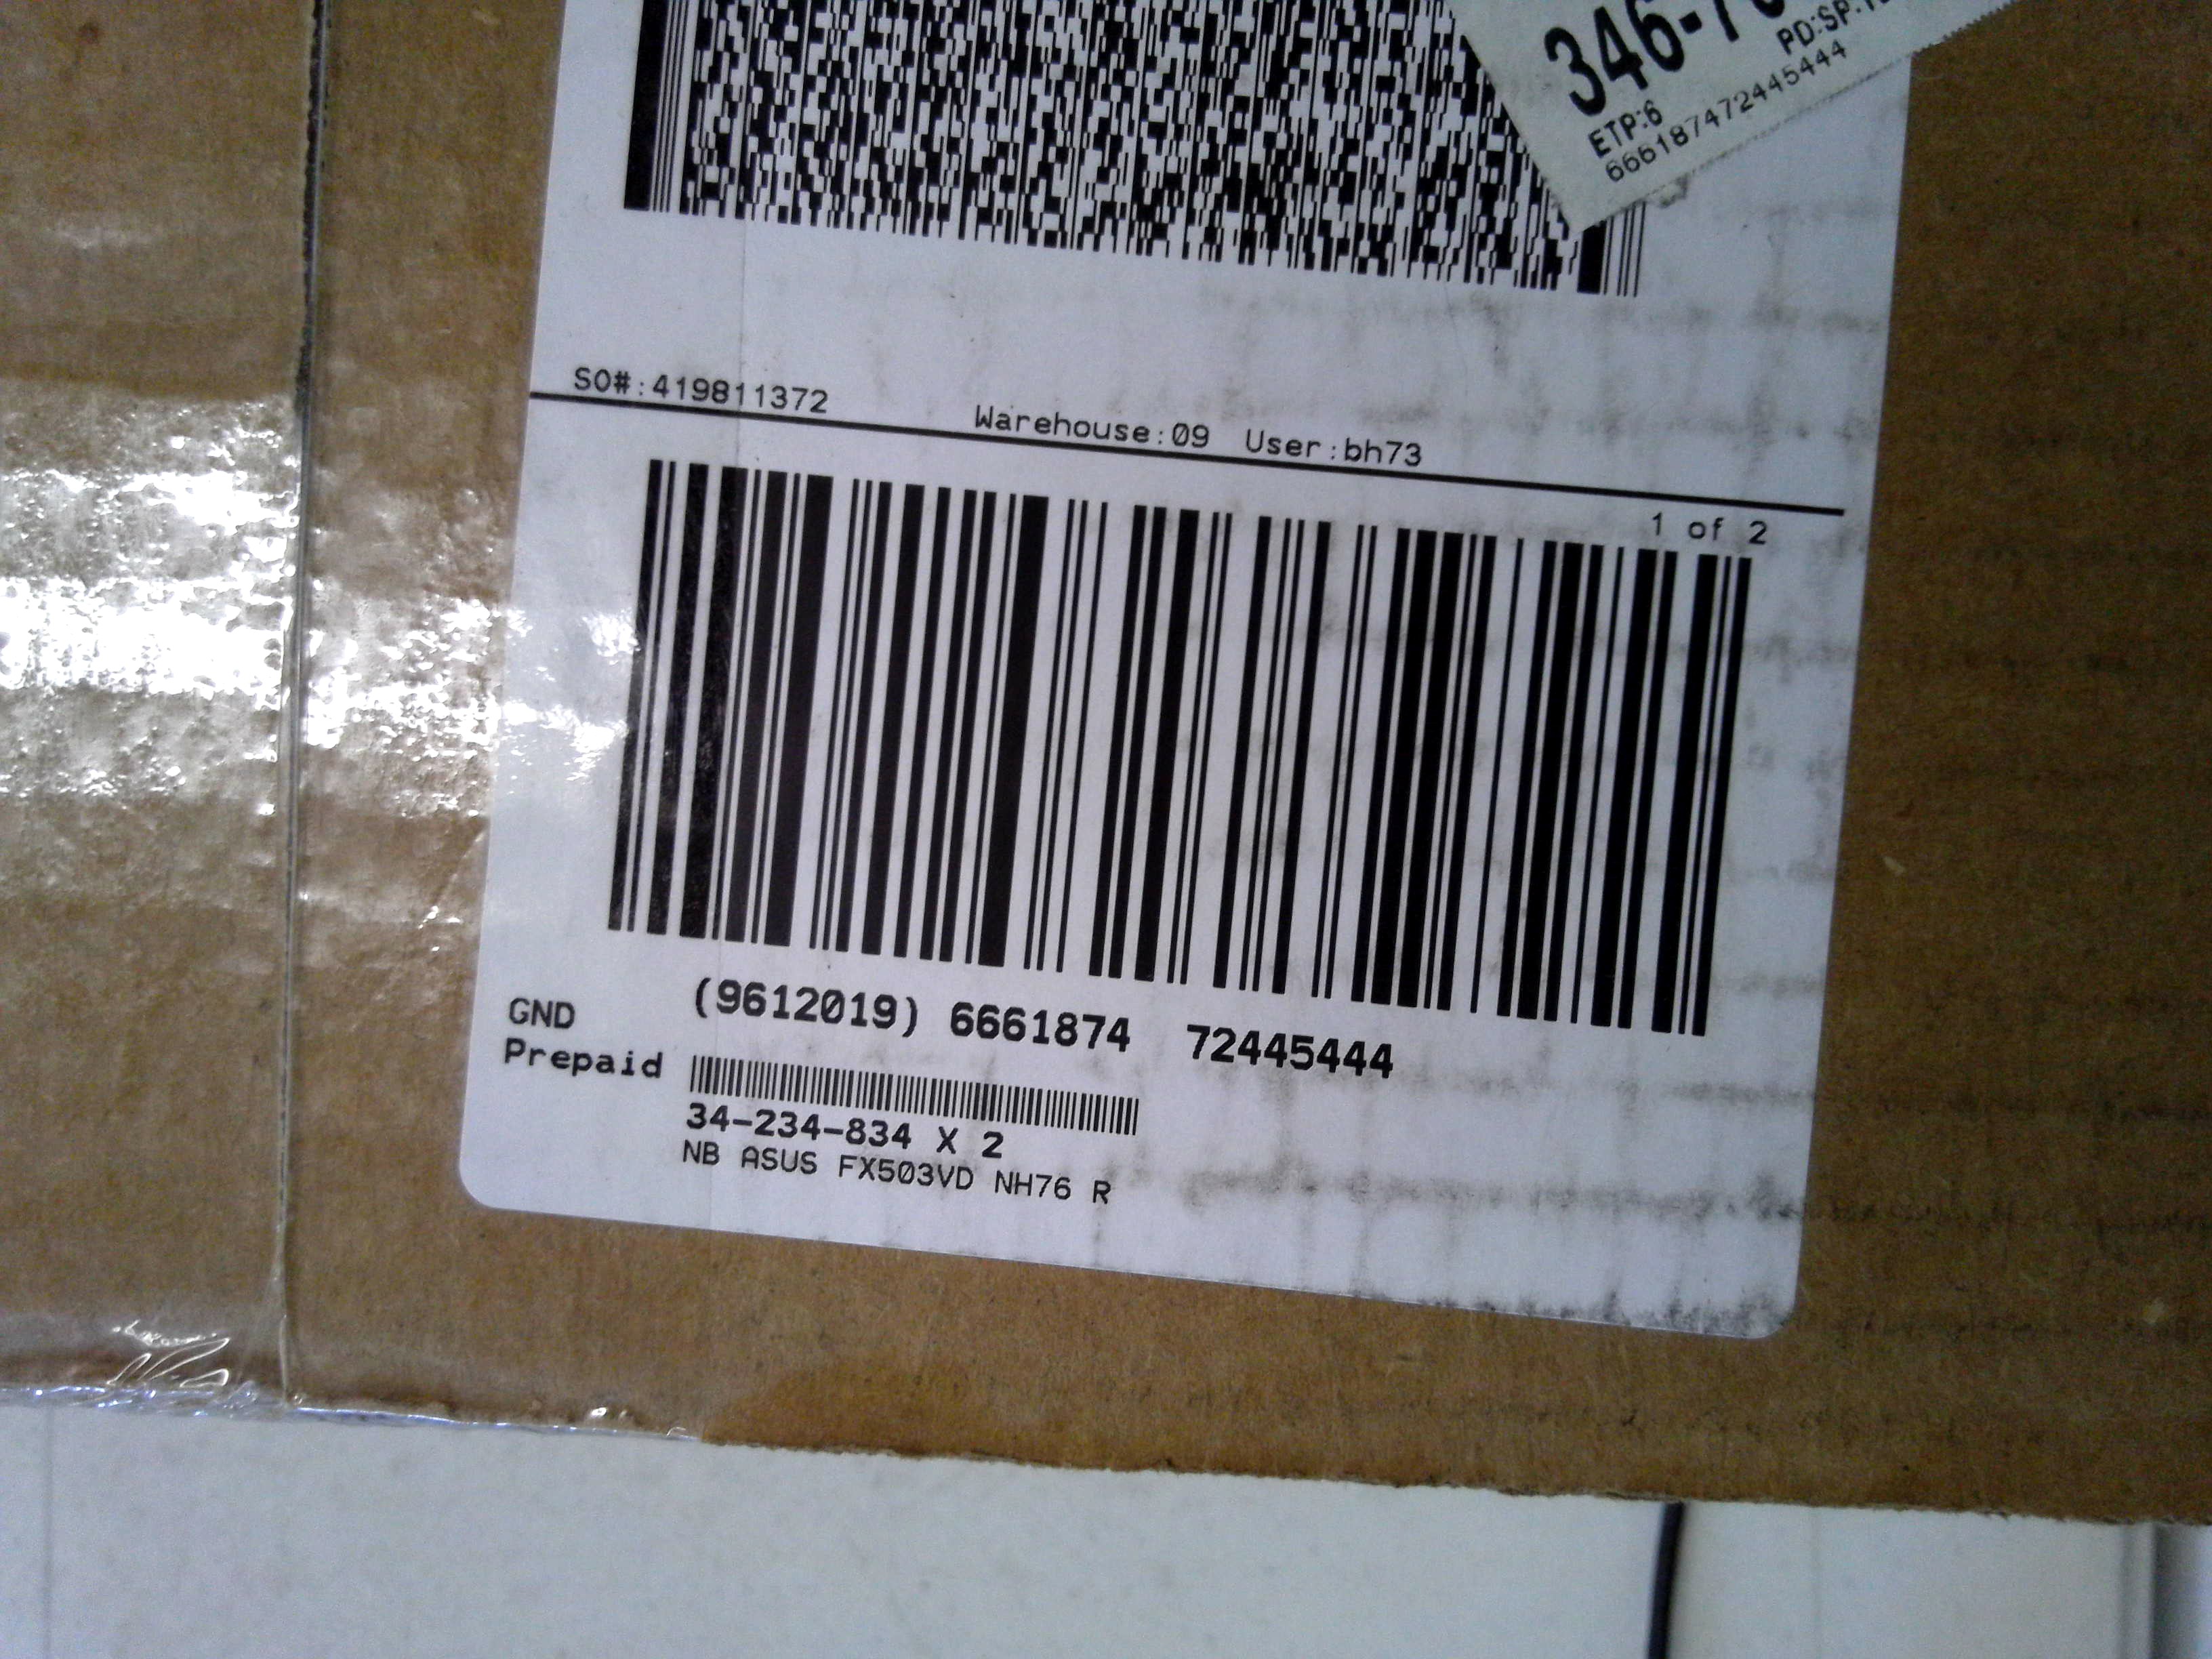 346-7
PD:SP:
ETP:6
666187472445444
SO#:419811372
Warehouse:09 User:bh73
1 of 2
(9612019) 6661874 72445444
GND
Prepaid
34-234-834 X 2
NB ASUS FX503VD NH76 R